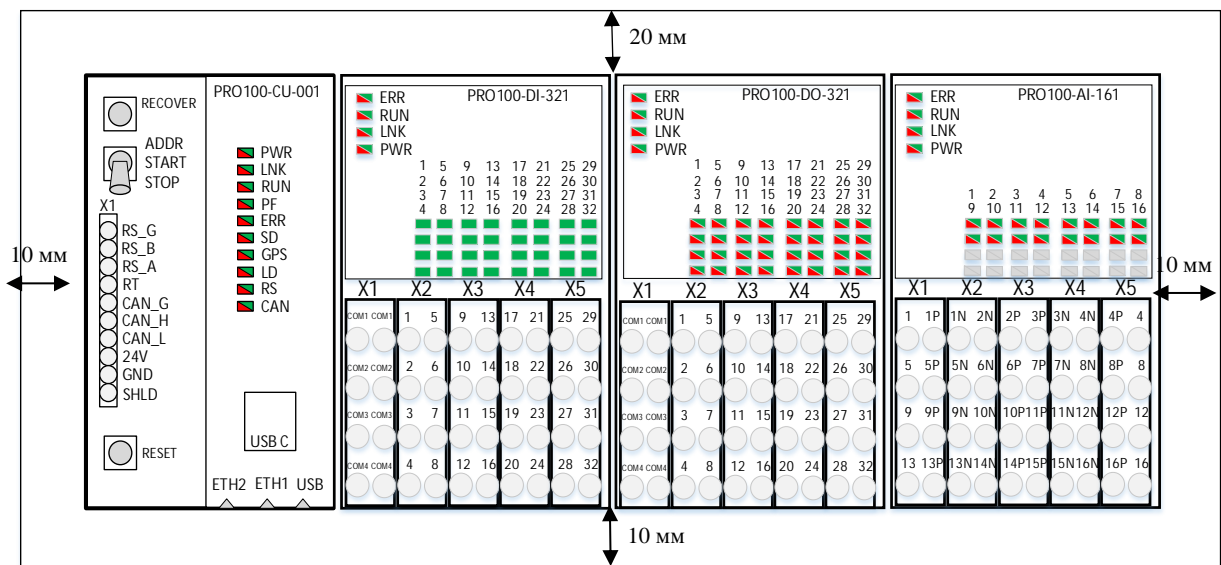 20 мм
10 мм
10 мм
10 мм
PRO100-CU-001
RECOVER
ADDR
START
STOP
X1
RS_G
RS_B
RS_A
RT
CAN_G
CAN_H
CAN_L
24V
GND
SHLD
RESET
PWR
LNK
RUN
PF
ERR
SD
GPS
LD
RS
CAN
USB C
ETH2 ETH1 USB
PRO100-DI-321
ERR
RUN
LNK
PWR
1 5 9 13 17 21 25 29
2 6 10 14 18 22 26 30
3 7 11 15 19 23 27 31
4 8 12 16 20 24 28 32
X1 X2 X3 X4 X5
COM1 COM1 1 5 9 13 17 21 25 29
COM2 COM2 2 6 10 14 18 22 26 30
COM3 COM3 3 7 11 15 19 23 27 31
COM4 COM4 4 8 12 16 20 24 28 32
PRO100-DO-321
ERR
RUN
LNK
PWR
1 5 9 13 17 21 25 29
2 6 10 14 18 22 26 30
3 7 11 15 19 23 27 31
4 8 12 16 20 24 28 32
X1 X2 X3 X4 X5
COM1 COM1 1 5 9 13 17 21 25 29
COM2 COM2 2 6 10 14 18 22 26 30
COM3 COM3 3 7 11 15 19 23 27 31
COM4 COM4 4 8 12 16 20 24 28 32
PRO100-AI-161
ERR
RUN
LNK
PWR
1 2 3 4 5 6 7 8
9 10 11 12 13 14 15 16
X1 X2 X3 X4 X5
1 1P 1N 2N 2P 3P 3N 4N 4P 4
5 5P 5N 6N 6P 7P 7N 8N 8P 8
9 9P 9N 10N 10P 11P 11N 12N 12P 12
13 13P 13N 14N 14P 15P 15N 16N 16P 16